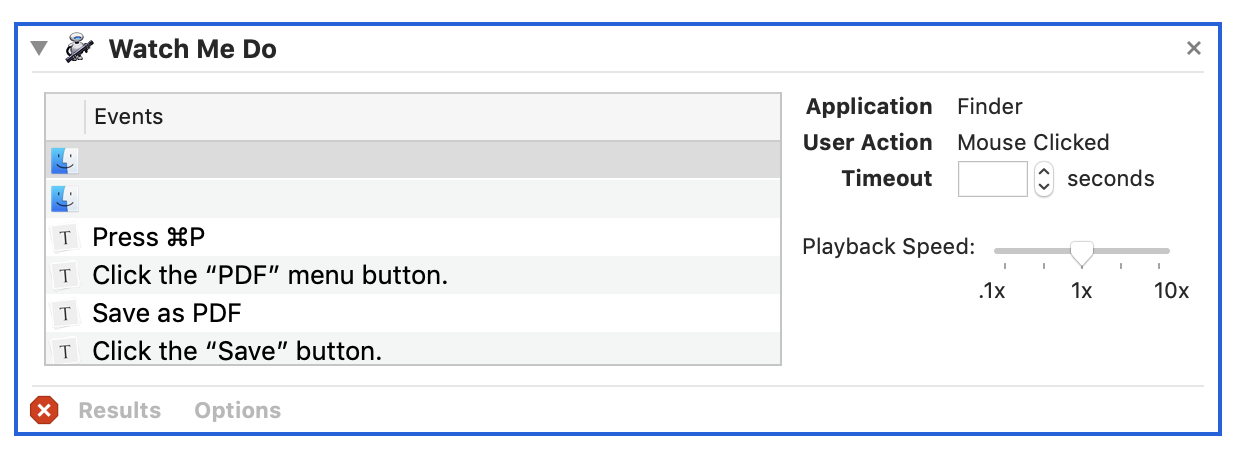 Watch Me Do
Events
Press ⌘P
Click the “PDF” menu button.
Save as PDF
Click the “Save” button.
Application Finder
User Action Mouse Clicked
Timeout seconds
Playback Speed:
.1x 1x 10x
Results Options